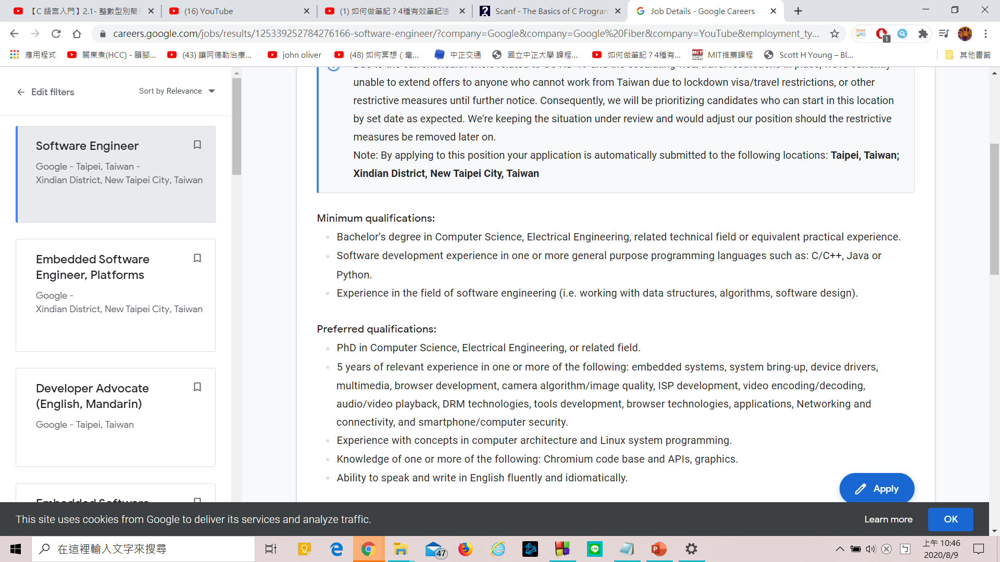 【C 語言入門】2.1- 整數型別簡
(16) YouTube
(1) 如何做筆記？4種有效筆記法
Scanf - The Basics of C Program
Job Details - Google Careers
careers.google.com/jobs/results/125339252784276166-software-engineer/?company=Google&company=Google%20Fiber&company=YouTube&employment_ty...
1
應用程式
關東煮(HCC) - 韻腳...
(43) 讓阿德勒治療...
john oliver
(48) 如何冥想（毫...
中正交通
國立中正大學 課程...
如何做筆記？4種有...
MIT推薦課程
Scott H Young – Bl...
其他書籤
Edit filters
Sort by Relevance
Software Engineer
Google - Taipei, Taiwan -
Xindian District, New Taipei City, Taiwan
Embedded Software
Engineer, Platforms
Google -
Xindian District, New Taipei City, Taiwan
Developer Advocate
(English, Mandarin)
Google - Taipei, Taiwan
Embedded Software
unable to extend offers to anyone who cannot work from Taiwan due to lockdown visa/travel restrictions, or other
restrictive measures until further notice. Consequently, we will be prioritizing candidates who can start in this location
by set date as expected. We're keeping the situation under review and would adjust our position should the restrictive
measures be removed later on.
Note: By applying to this position your application is automatically submitted to the following locations: Taipei, Taiwan;
Xindian District, New Taipei City, Taiwan
Minimum qualifications:
Bachelor’s degree in Computer Science, Electrical Engineering, related technical field or equivalent practical experience.
Software development experience in one or more general purpose programming languages such as: C/C++, Java or
Python.
Experience in the field of software engineering (i.e. working with data structures, algorithms, software design).
Preferred qualifications:
PhD in Computer Science, Electrical Engineering, or related field.
5 years of relevant experience in one or more of the following: embedded systems, system bring-up, device drivers,
multimedia, browser development, camera algorithm/image quality, ISP development, video encoding/decoding,
audio/video playback, DRM technologies, tools development, browser technologies, applications, Networking and
connectivity, and smartphone/computer security.
Experience with concepts in computer architecture and Linux system programming.
Knowledge of one or more of the following: Chromium code base and APIs, graphics.
Ability to speak and write in English fluently and idiomatically.
Apply
This site uses cookies from Google to deliver its services and analyze traffic.
Learn more
OK
在這裡輸入文字來搜尋
47
上午 10:46
2020/8/9